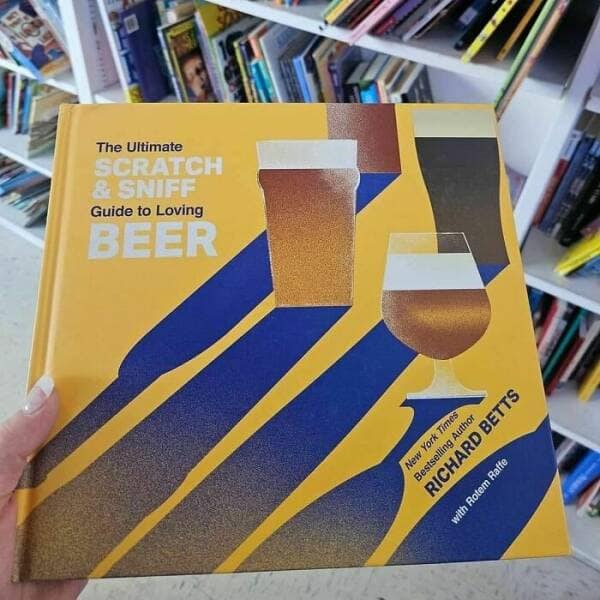 The Ultimate
SCRATCH
& SNIFF
Guide to Loving
BEER
New York Times
Bestselling Author
RICHARD BETTS
with Rotem Raffe